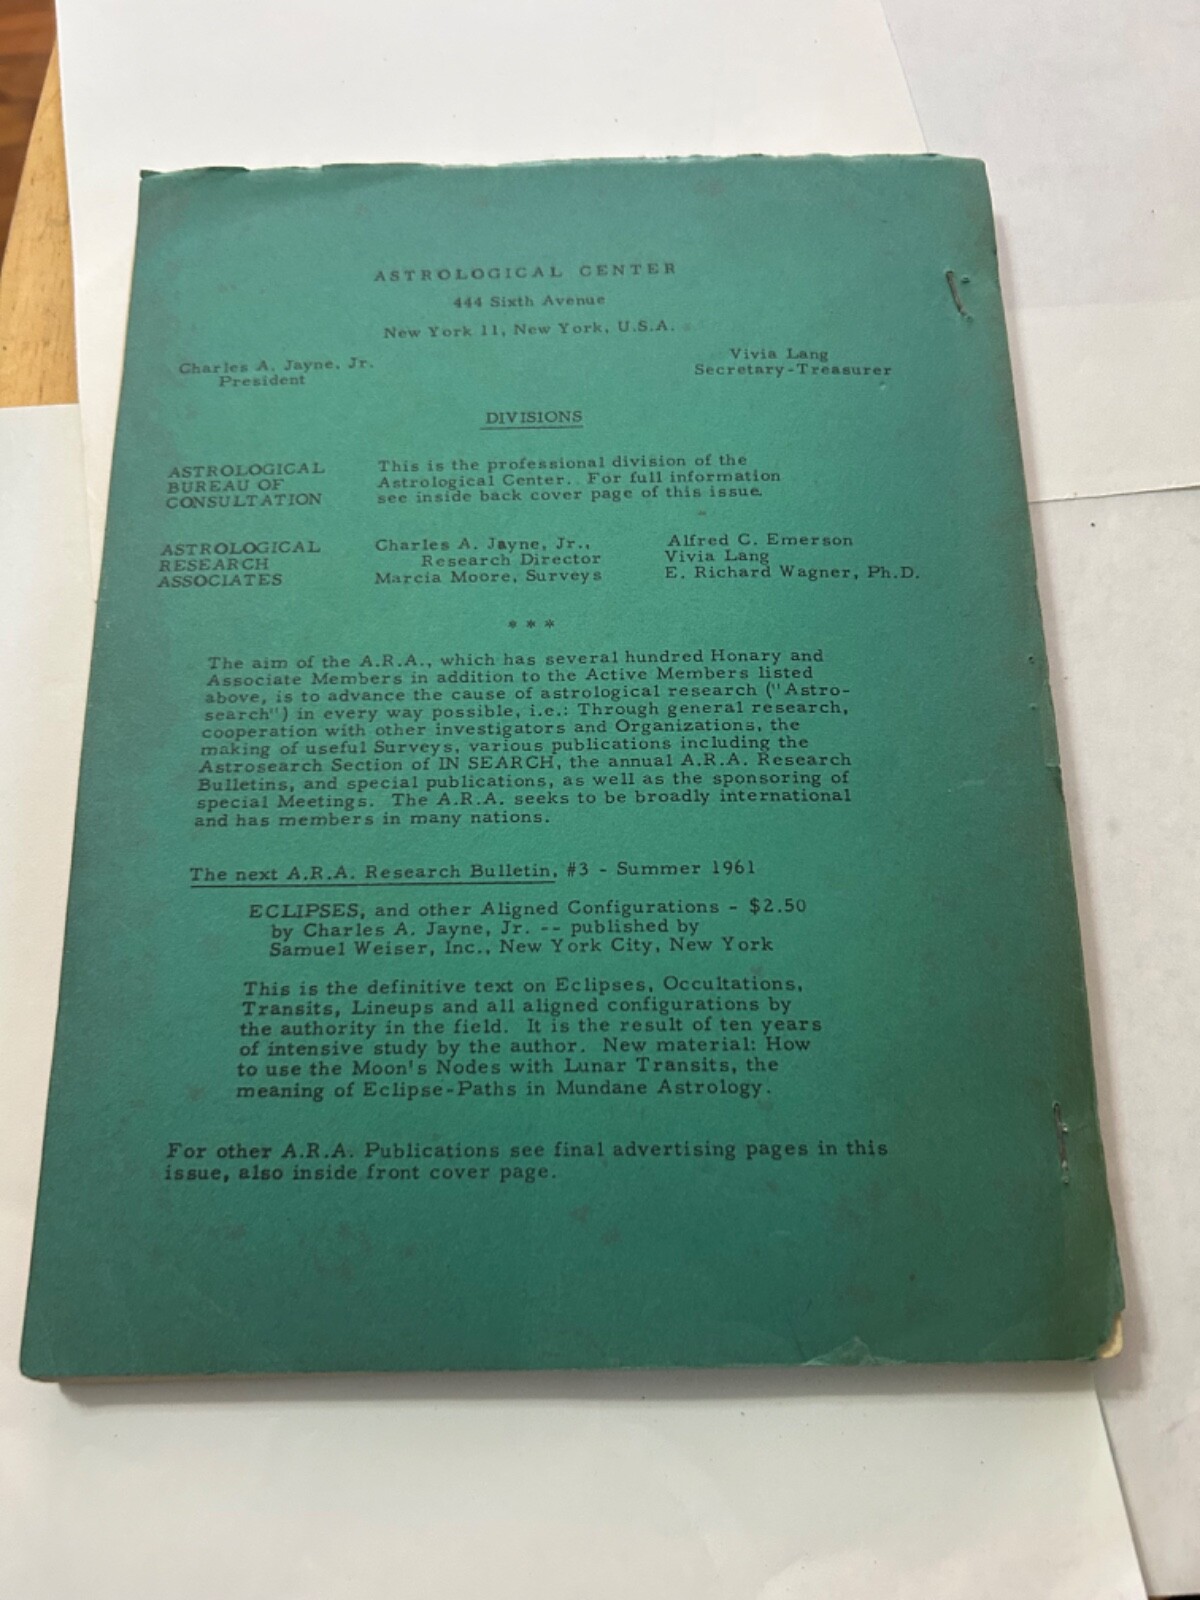 ASTROLOGICAL CENTER
444 Sixth Avenue
New York 11, New York, U.S.A.
Charles A. Jayne, Jr.
President
Vivia Lang
Secretary-Treasurer
DIVISIONS
ASTROLOGICAL
BUREAU OF
CONSULTATION
This is the professional division of the
Astrological Center. For full information
see inside back cover page of this issue.
ASTROLOGICAL
RESEARCH
ASSOCIATES
Charles A. Jayne, Jr.,
Research Director
Marcia Moore, Surveys
Alfred C. Emerson
Vivia Lang
E. Richard Wagner, Ph.D.
* * *
The aim of the A.R.A., which has several hundred Honary and
Associate Members in addition to the Active Members listed
above, is to advance the cause of astrological research ("Astro-
search") in every way possible, i.e.: Through general research,
cooperation with other investigators and Organizations, the
making of useful Surveys, various publications including the
Astrosearch Section of IN SEARCH, the annual A.R.A. Research
Bulletins, and special publications, as well as the sponsoring of
special Meetings. The A.R.A. seeks to be broadly international
and has members in many nations.
The next A.R.A. Research Bulletin, #3 - Summer 1961
ECLIPSES, and other Aligned Configurations - $2.50
by Charles A. Jayne, Jr. -- published by
Samuel Weiser, Inc., New York City, New York
This is the definitive text on Eclipses, Occultations,
Transits, Lineups and all aligned configurations by
the authority in the field. It is the result of ten years
of intensive study by the author. New material: How
to use the Moon's Nodes with Lunar Transits, the
meaning of Eclipse-Paths in Mundane Astrology.
For other A.R.A. Publications see final advertising pages in this
issue, also inside front cover page.